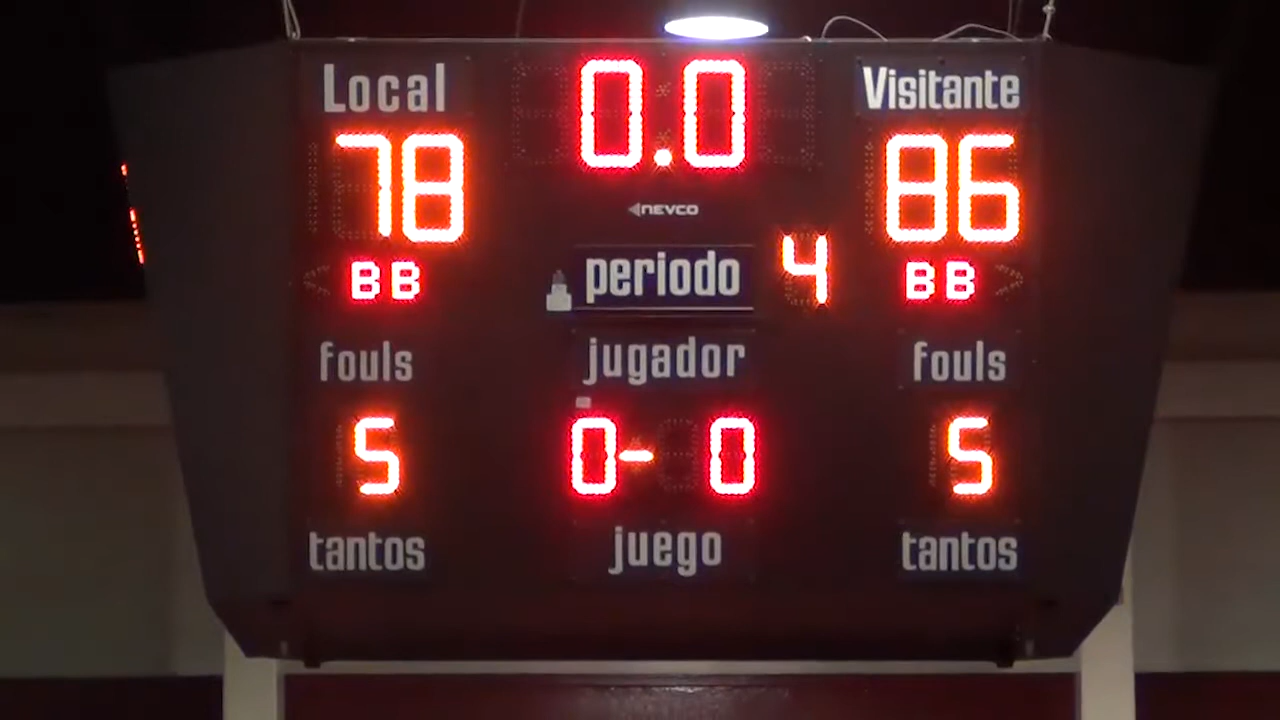 Local 0.0 Visitante
78 86
NEVCO
periodo 4
BB BB
fouls jugador fouls
5 0- 0 5
tantos juego tantos